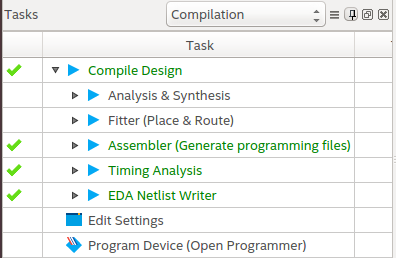 Tasks
Compilation
Task
Compile Design
Analysis & Synthesis
Fitter (Place & Route)
Assembler (Generate programming files)
Timing Analysis
EDA Netlist Writer
Edit Settings
Program Device (Open Programmer)